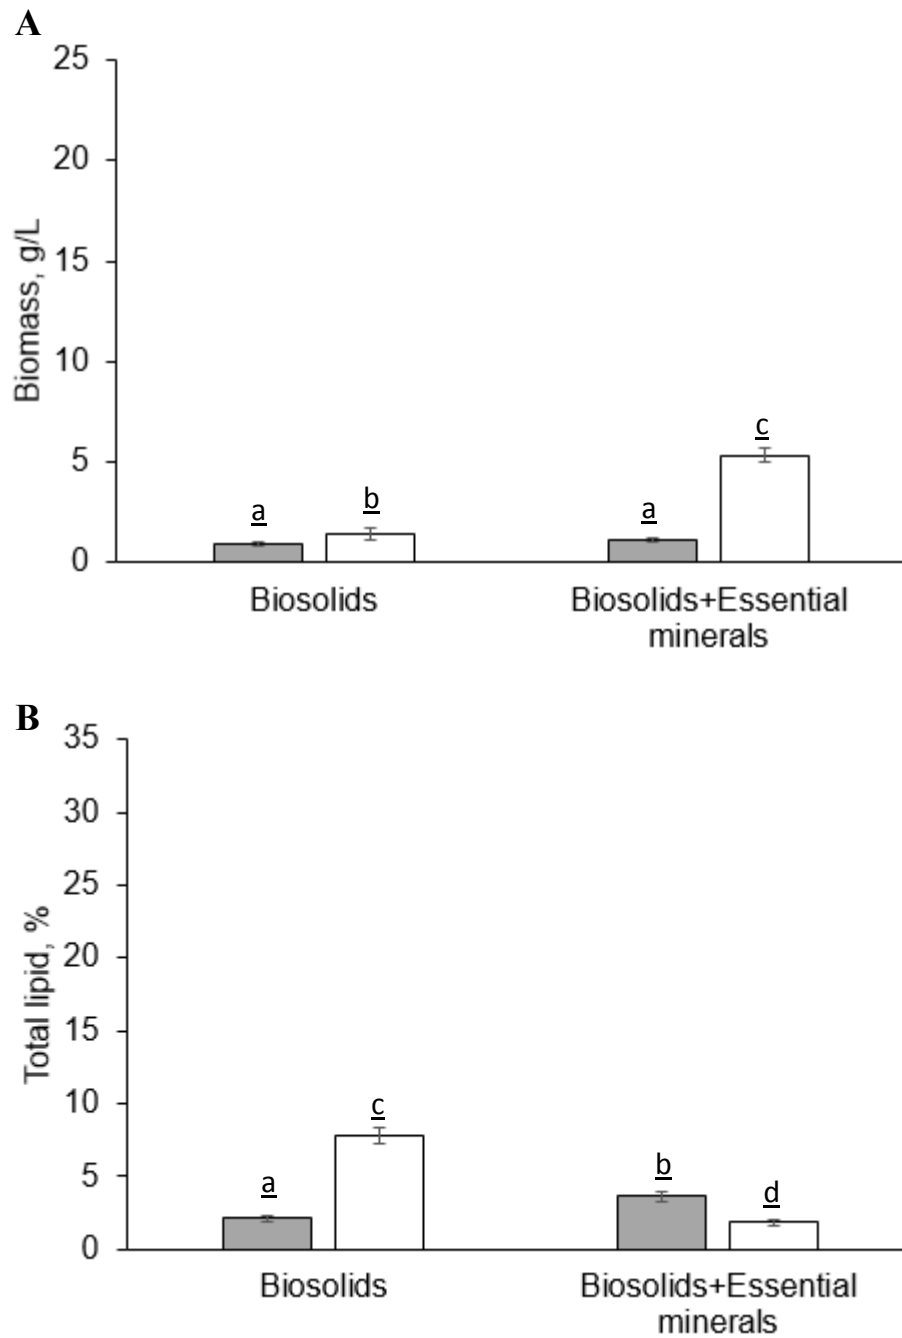 A
25
20
15
10
5
0
Biomass, g/L
a
b
a
c
Biosolids
Biosolids+Essential
minerals
B
35
30
25
20
15
10
5
0
Total lipid, %
a
c
b
d
Biosolids
Biosolids+Essential
minerals